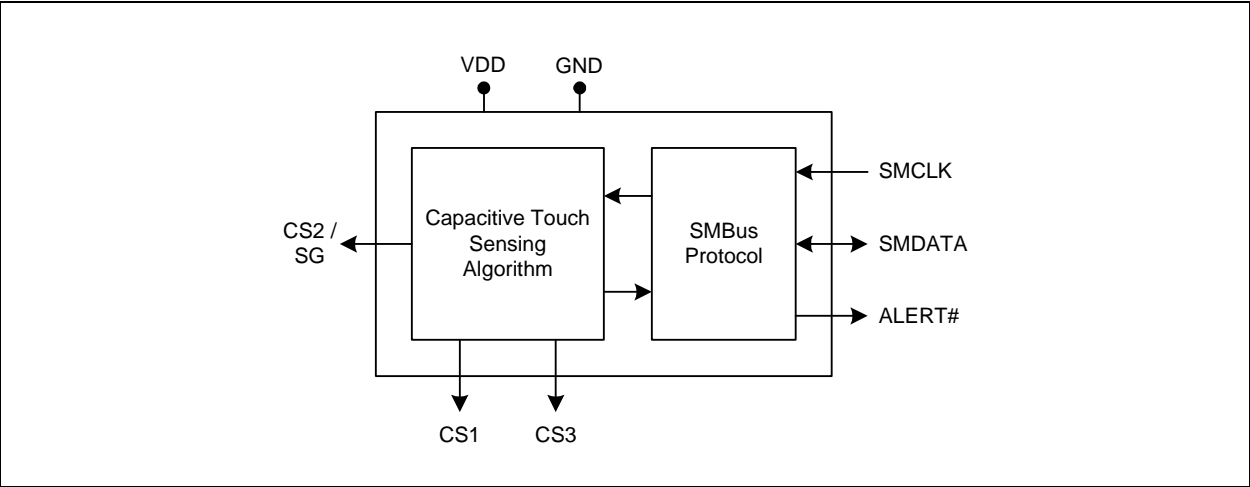 VDD
GND
CS2 /
SG
Capacitive Touch
Sensing
Algorithm
SMBus
Protocol
SMCLK
SMDATA
ALERT#
CS1
CS3